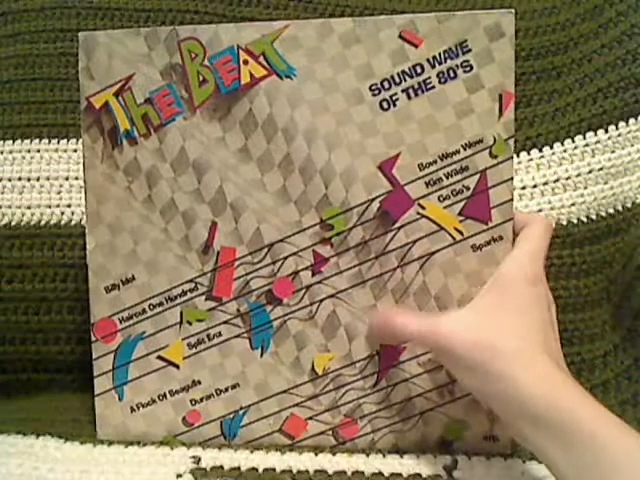 The BEAT
SOUND WAVE
OF THE 80'S
Bow Wow Wow
Kim Wilde
Go Go's
Sparks
Billy Idol
Haircut One Hundred
Split Enz
A Flock Of Seagulls
Duran Duran